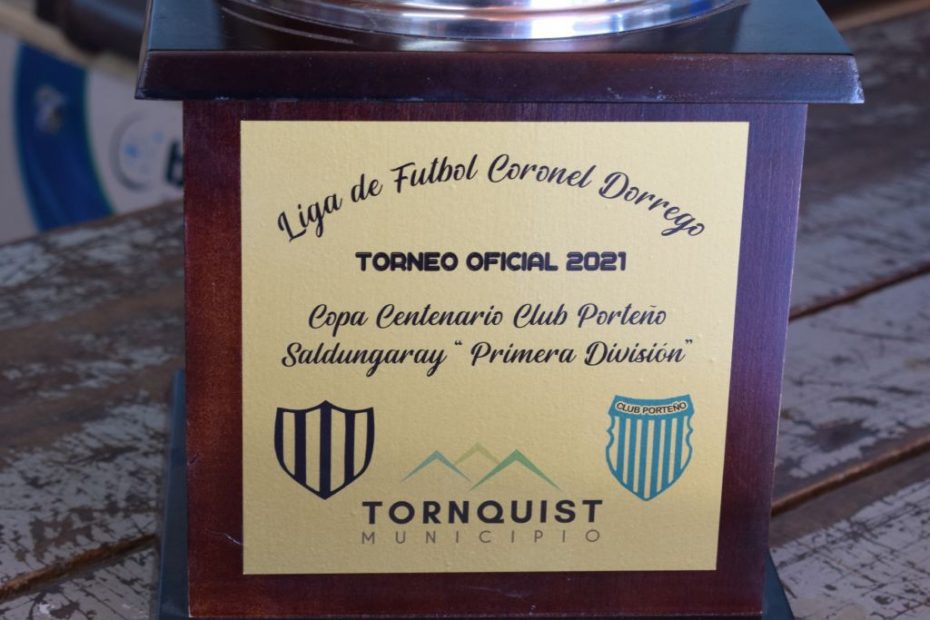 Liga de Futbol Coronel Dorrego
TORNEO OFICIAL 2021
Copa Centenario Club Porteño
Saldungaray " Primera División"
CLUB PORTEÑO
TORNQUIST
MUNICIPIO